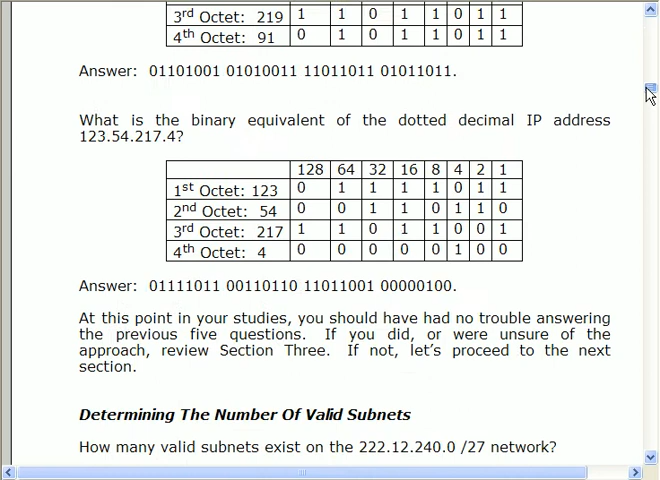 3rd Octet: 219 1 1 0 1 1 0 1 1
4th Octet: 91 0 1 0 1 1 0 1 1
Answer: 01101001 01010011 11011011 01011011.
What is the binary equivalent of the dotted decimal IP address
123.54.217.4?
128 64 32 16 8 4 2 1
1st Octet: 123 0 1 1 1 1 0 1 1
2nd Octet: 54 0 0 1 1 0 1 1 0
3rd Octet: 217 1 1 0 1 1 0 0 1
4th Octet: 4 0 0 0 0 0 1 0 0
Answer: 01111011 00110110 11011001 00000100.
At this point in your studies, you should have had no trouble answering
the previous five questions. If you did, or were unsure of the
approach, review Section Three. If not, let's proceed to the next
section.
Determining The Number Of Valid Subnets
How many valid subnets exist on the 222.12.240.0 /27 network?